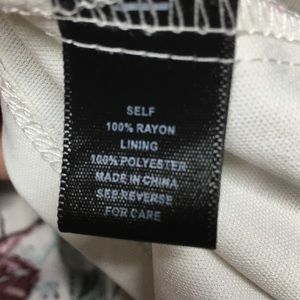 SELF
100% RAYON
LINING
100% POLYESTER
MADE IN CHINA
SEE REVERSE
FOR CARE